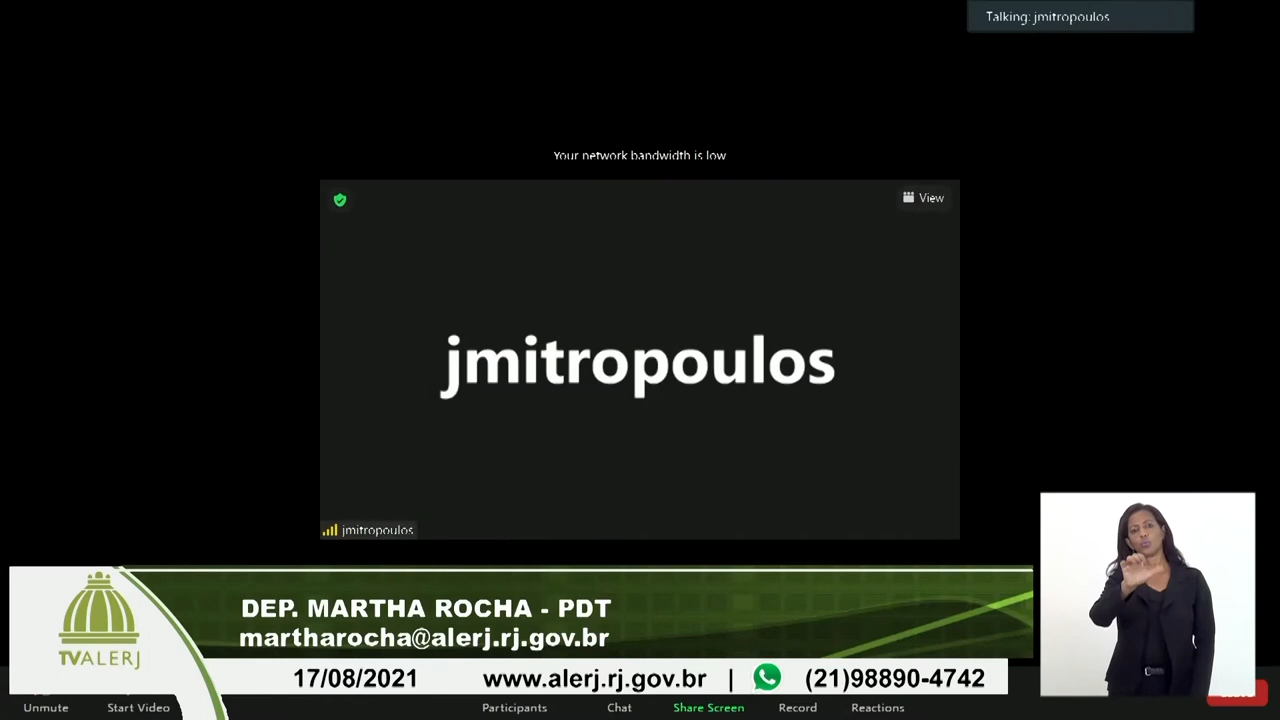 Talking: jmitropoulos
Your network bandwidth is low
View
jmitropoulos
jmitropoulos
DEP. MARTHA ROCHA - PDT
martharocha@alerj.rj.gov.br
TVALERJ
17/08/2021 www.alerj.rj.gov.br | (21)98890-4742
Unmute Start Video Participants Chat Share Screen Record Reactions